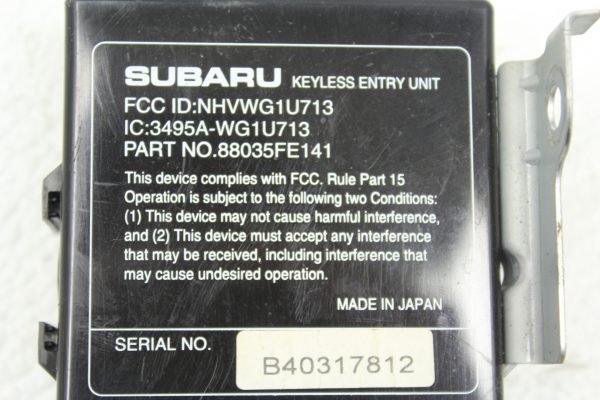 SUBARU KEYLESS ENTRY UNIT
FCC ID:NHVWG1U713
IC:3495A-WG1U713
PART NO.88035FE141
This device complies with FCC. Rule Part 15
Operation is subject to the following two Conditions:
(1) This device may not cause harmful interference,
and (2) This device must accept any interference
that may be received, including interference that
may cause undesired operation.
MADE IN JAPAN
SERIAL NO. B40317812